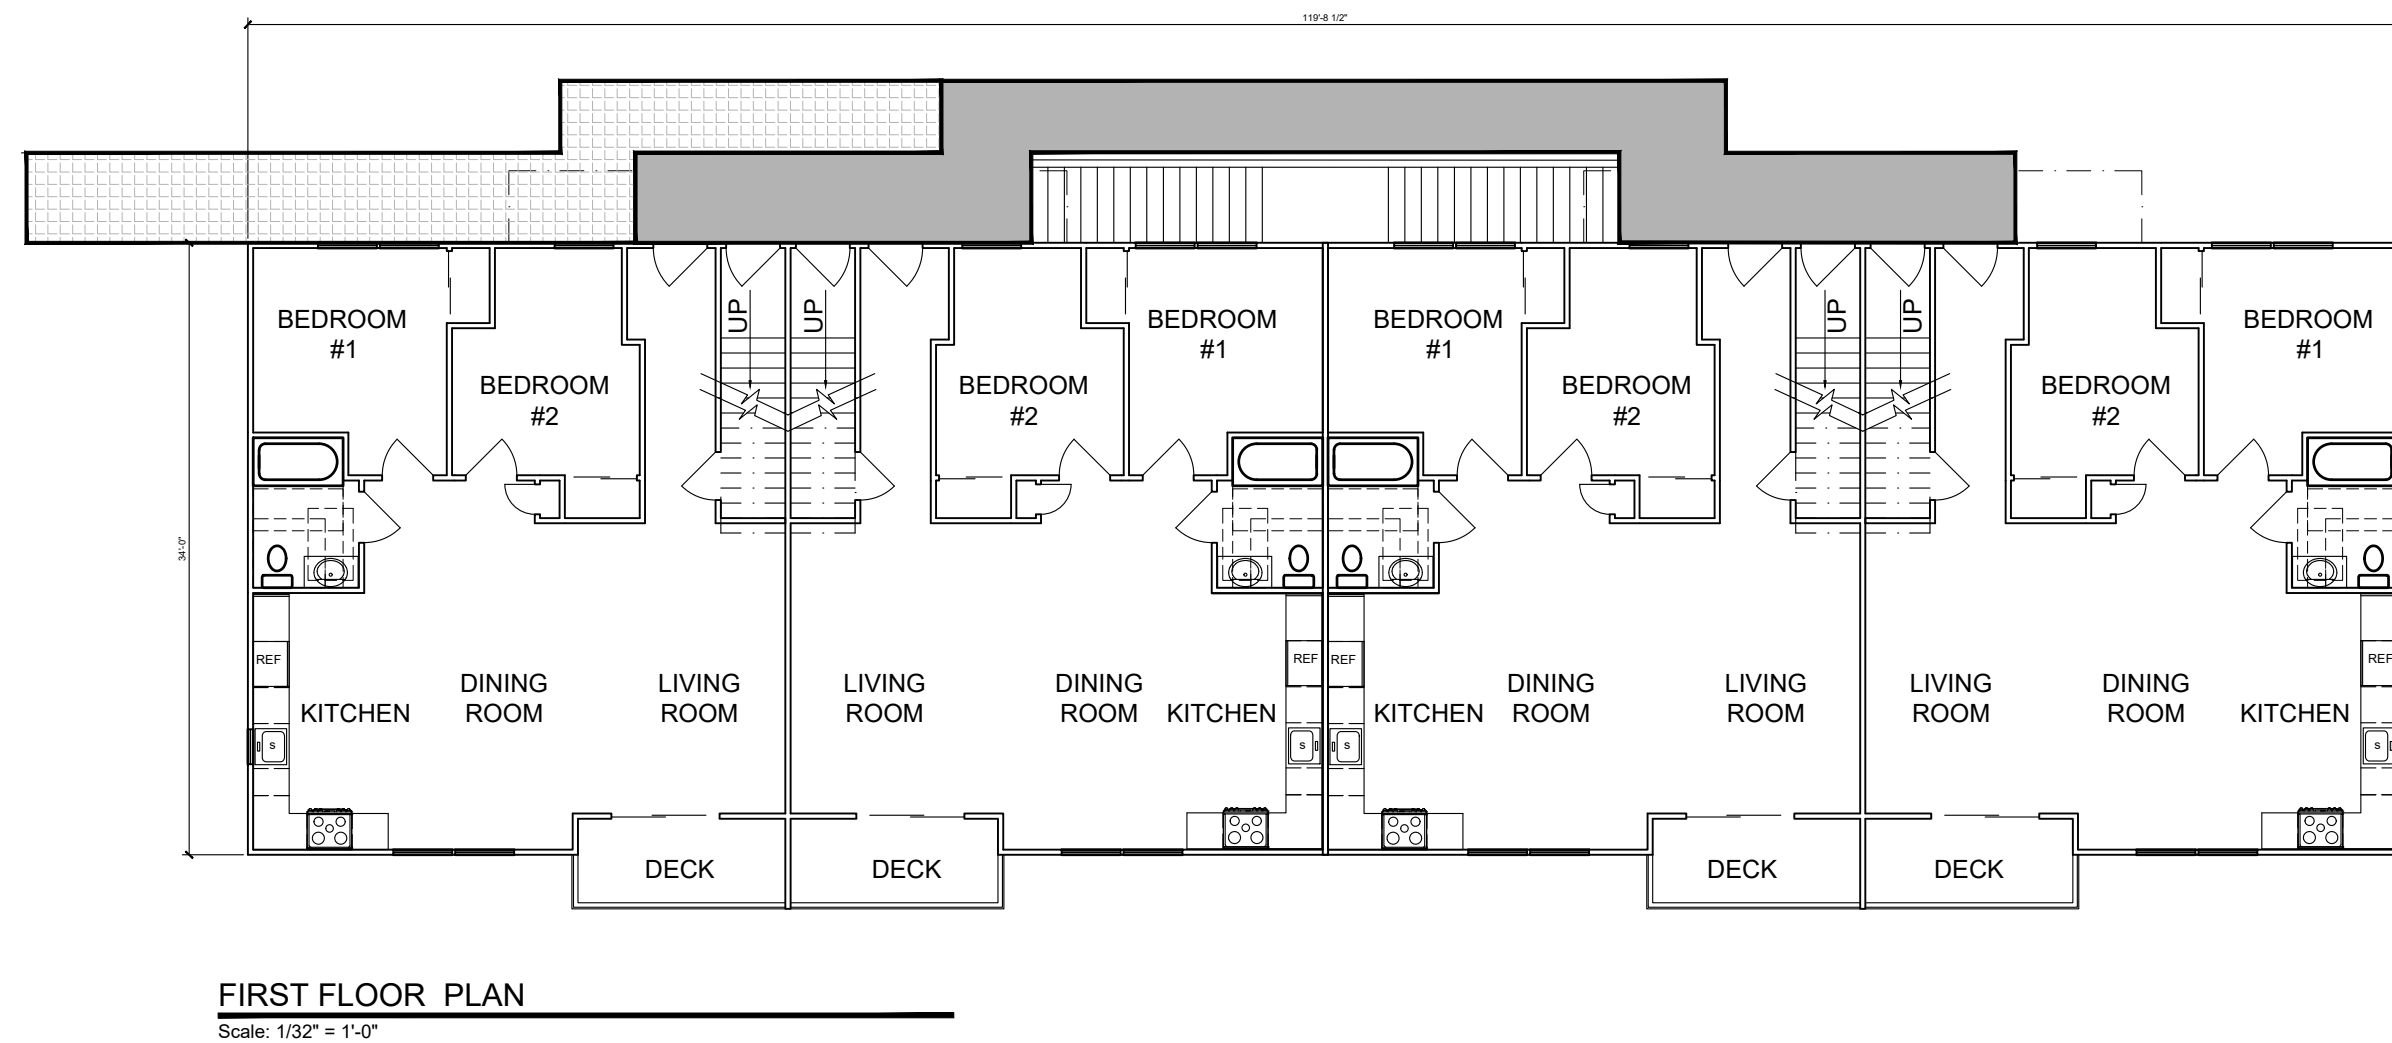 119'-8 1/2"
UP
UP
UP
UP
BEDROOM
#1
BEDROOM
#1
BEDROOM
#1
BEDROOM
#1
BEDROOM
#2
BEDROOM
#2
BEDROOM
#2
BEDROOM
#2
34'-0"
REF
REF
REF
REF
DINING
ROOM
LIVING
ROOM
LIVING
ROOM
DINING
ROOM
DINING
ROOM
LIVING
ROOM
LIVING
ROOM
DINING
ROOM
KITCHEN
KITCHEN
KITCHEN
KITCHEN
S
S
S
S
DECK
DECK
DECK
DECK
FIRST FLOOR PLAN
Scale: 1/32" = 1'-0"